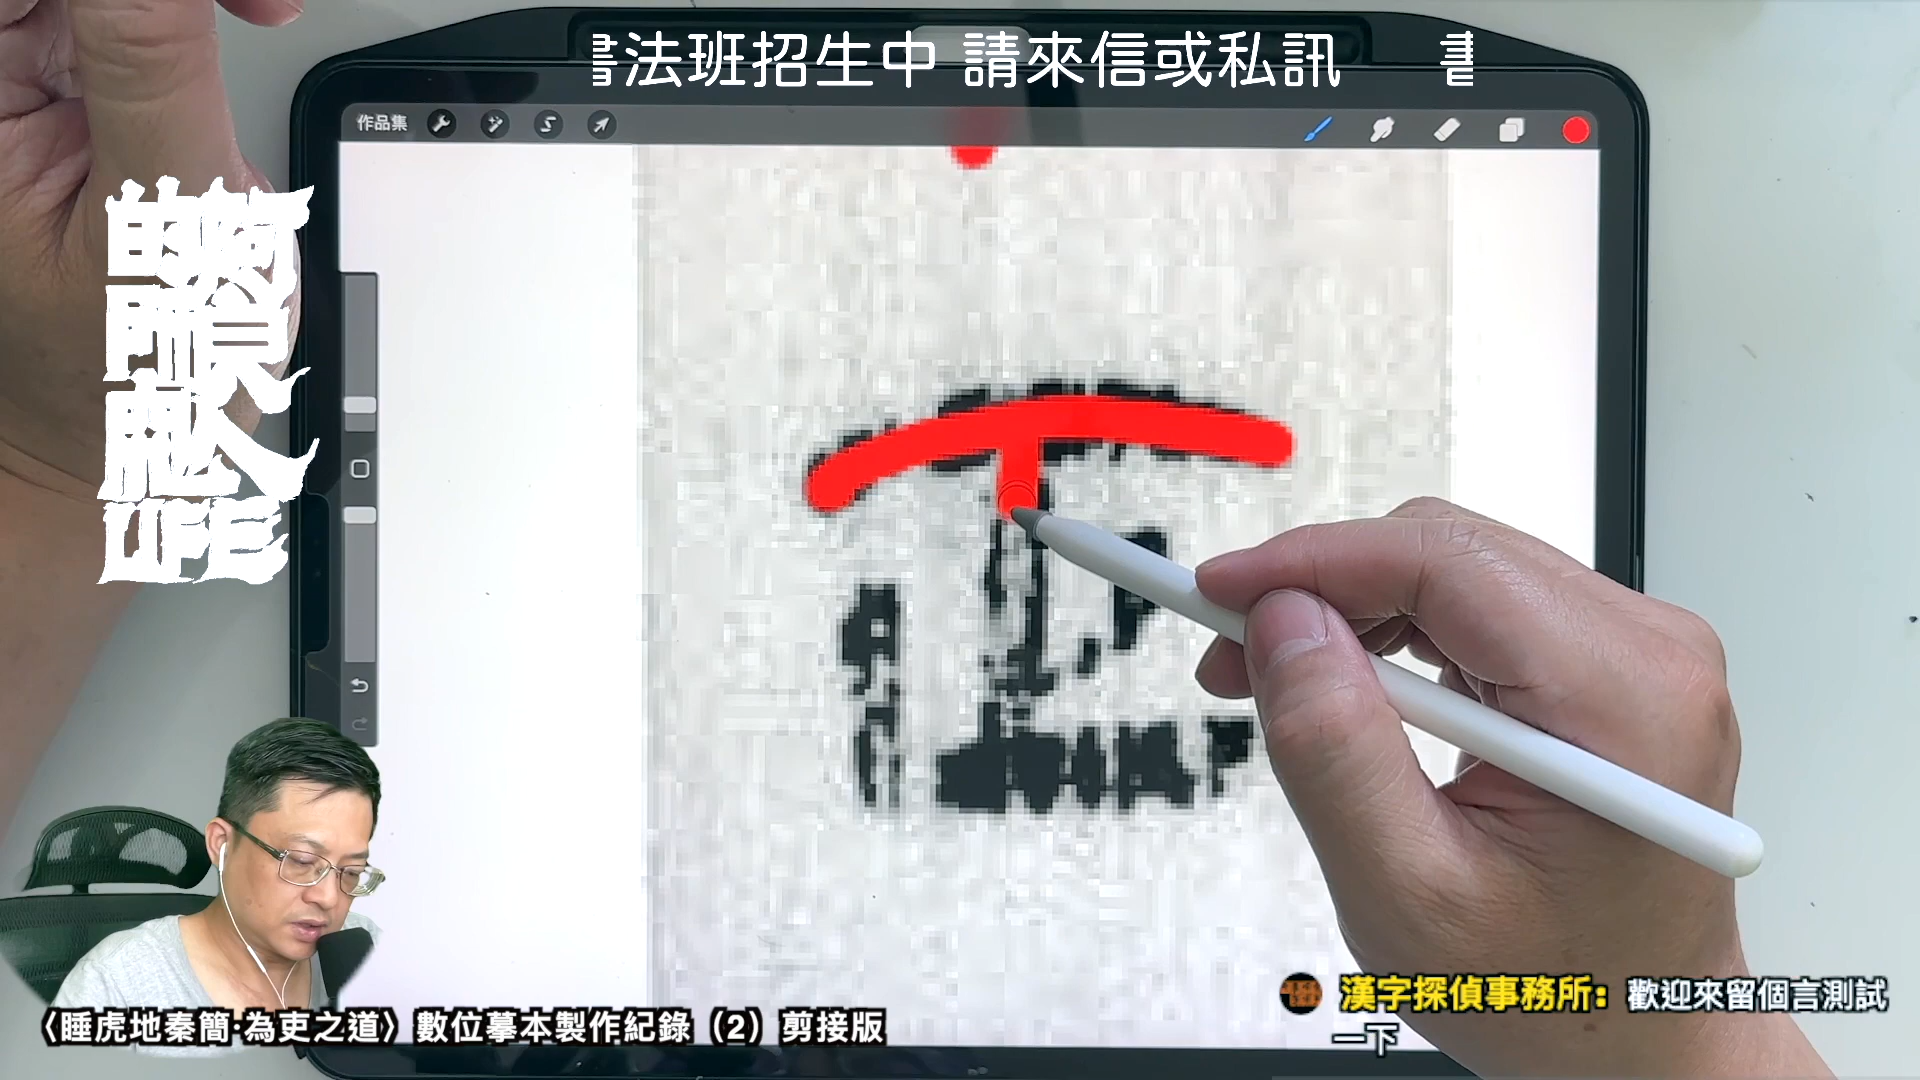 書法班招生中 請來信或私訊 書
作品集
〈睡虎地秦簡·為吏之道〉數位摹本製作紀錄（2）剪接版
漢字探偵事務所：歡迎來留個言測試
一下